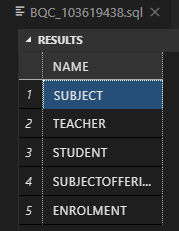 BQC_103619438.sql
RESULTS
NAME
1 SUBJECT
2 TEACHER
3 STUDENT
4 SUBJECTOFFERI...
5 ENROLMENT